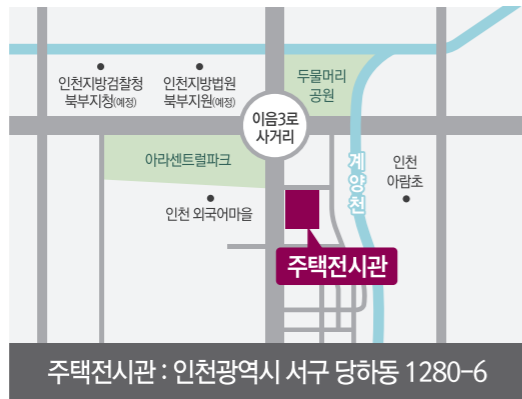 인천지방검찰청
북부지청(예정)
인천지방법원
북부지원(예정)
두물머리
공원
이음3로
사거리
아라센트럴파크
계양천
인천
아람초
인천 외국어마을
주택전시관
주택전시관 : 인천광역시 서구 당하동 1280-6